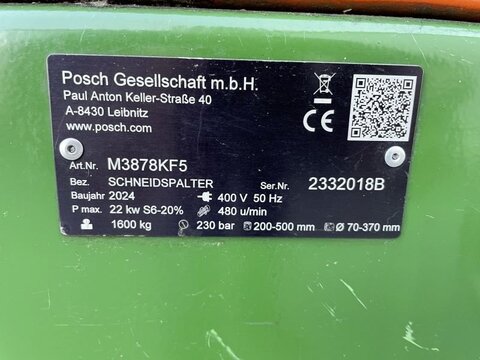 Posch Gesellschaft m.b.H.
Paul Anton Keller-Straße 40
A-8430 Leibnitz
www.posch.com
CE
Art.Nr. M3878KF5
Bez. SCHNEIDSPALTER Ser.Nr. 2332018B
Baujahr 2024 400 V 50 Hz
P max. 22 kw S6-20% 480 u/min
1600 kg 230 bar 200-500 mm Ø 70-370 mm